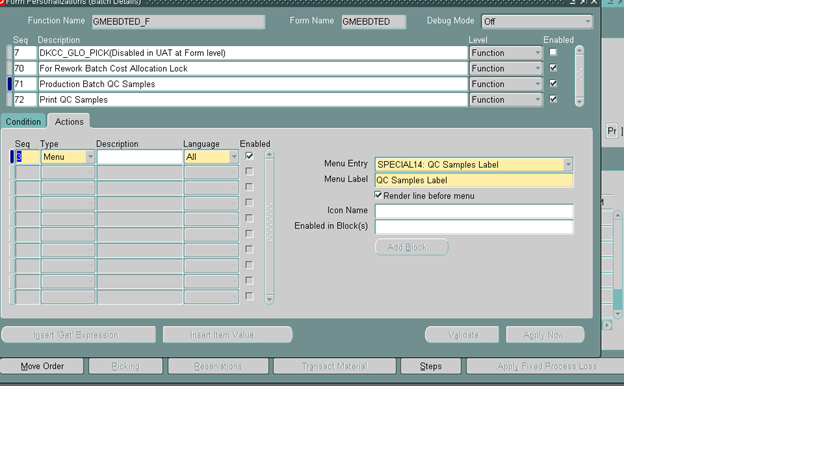 Form Personalizations (Batch Details)
Function Name GMEBDTED_F Form Name GMEBDTED Debug Mode Off
Seq Description Level Enabled
7 DKCC_GLO_PICK(Disabled in UAT at Form level) Function
70 For Rework Batch Cost Allocation Lock Function
71 Production Batch QC Samples Function
72 Print QC Samples Function
Condition Actions
Seq Type Description Language Enabled
3 Menu All
Menu Entry SPECIAL14: QC Samples Label
Menu Label QC Samples Label
Render line before menu
Icon Name
Enabled in Block(s)
Add Block...
Pr ]
M
Insert 'Get' Expression Insert Item Value Validate Apply Now
Move Order Picking Reservations Transact Material Steps Apply Fixed Process Loss